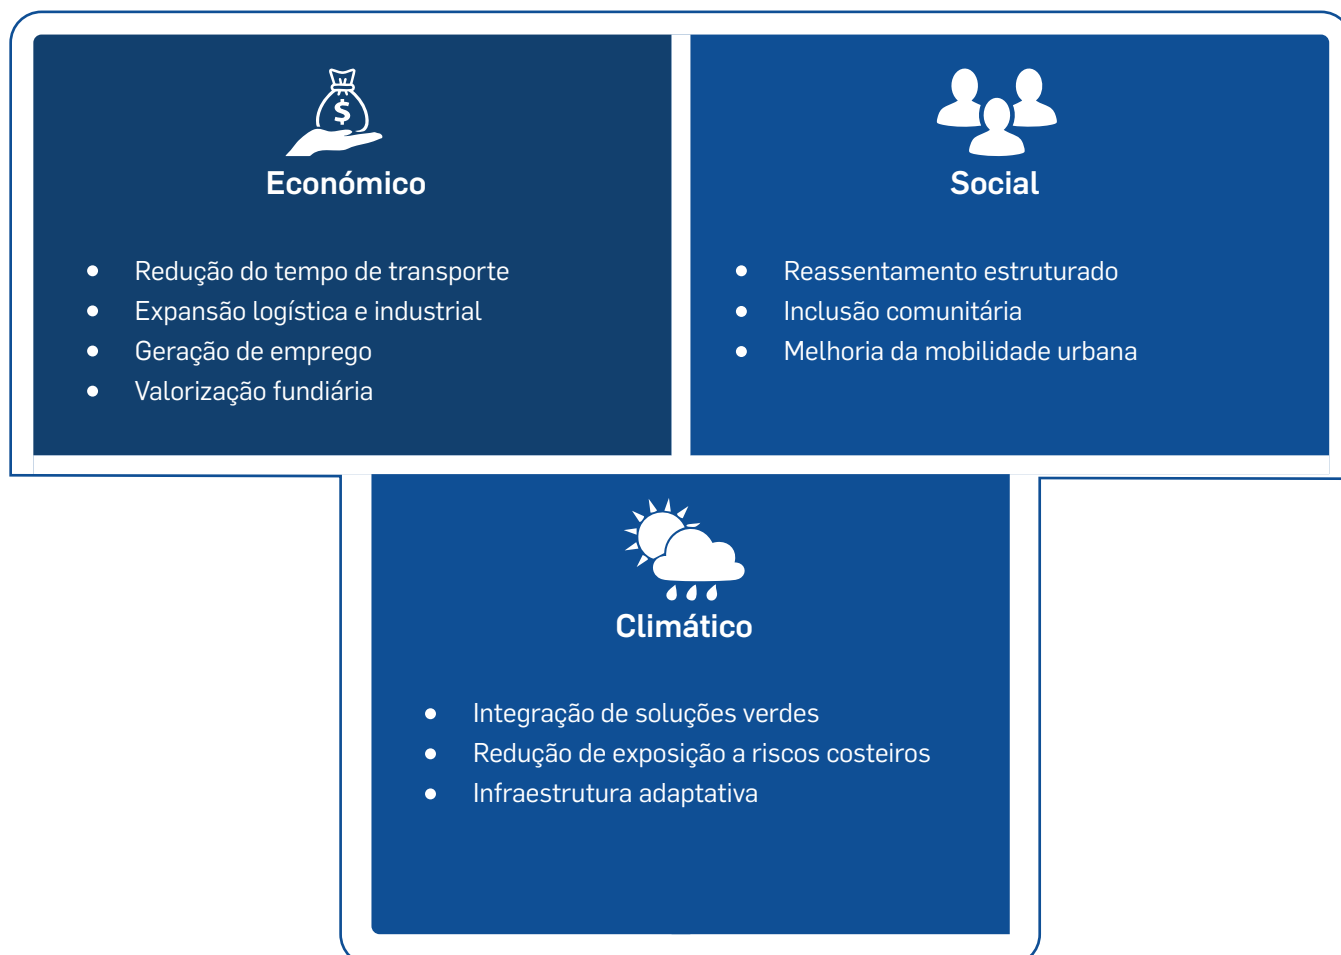 $
Económico
• Redução do tempo de transporte
• Expansão logística e industrial
• Geração de emprego
• Valorização fundiária
Social
• Reassentamento estruturado
• Inclusão comunitária
• Melhoria da mobilidade urbana
Climático
• Integração de soluções verdes
• Redução de exposição a riscos costeiros
• Infraestrutura adaptativa